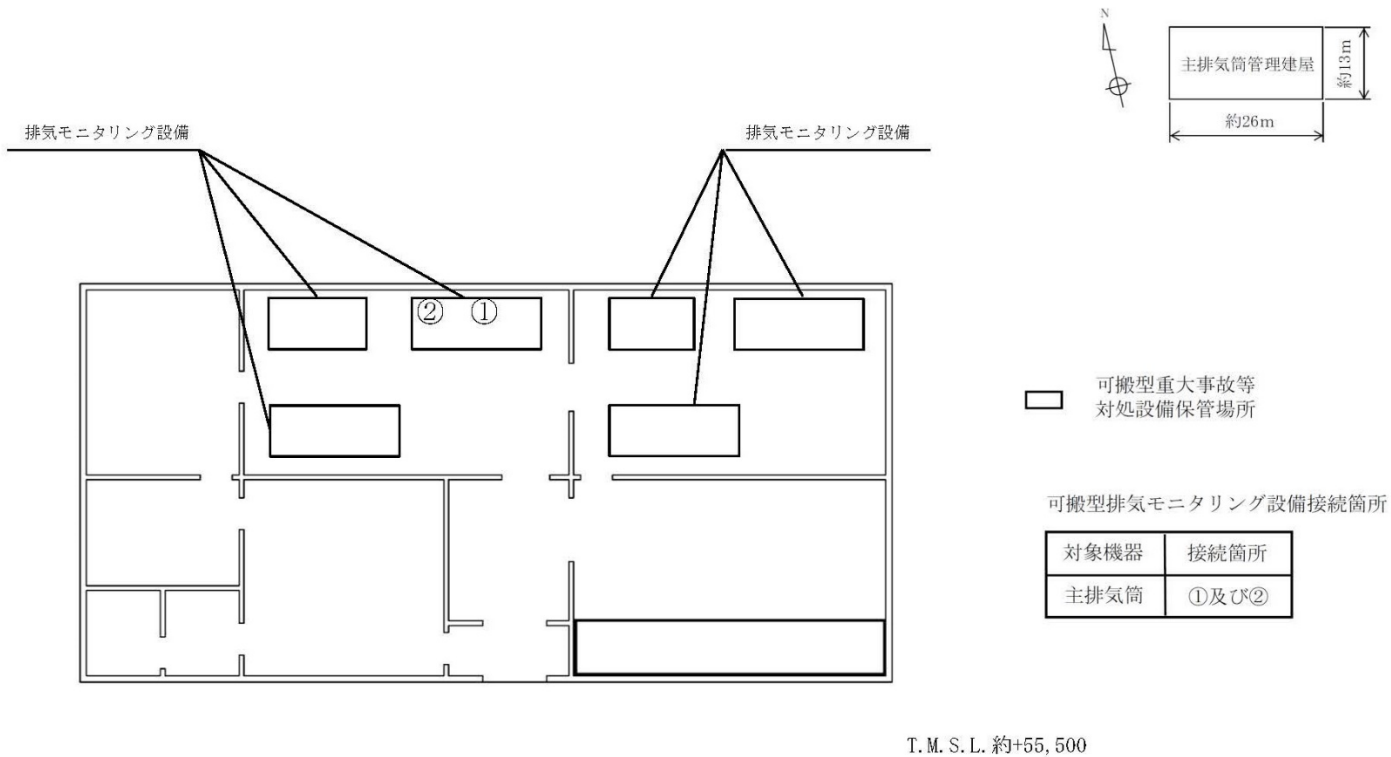 N
主排気筒管理建屋
約13m
約26m
排気モニタリング設備
排気モニタリング設備
② ①
可搬型重大事故等
対処設備保管場所
可搬型排気モニタリング設備接続箇所
対象機器 接続箇所
主排気筒 ①及び②
T.M.S.L.約+55,500